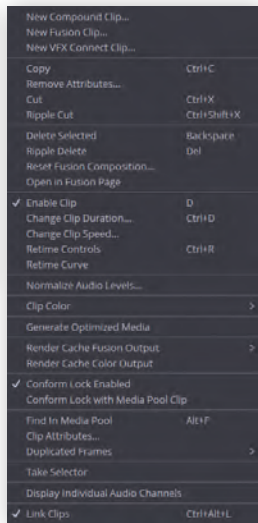 New Compound Clip...
New Fusion Clip...
New VFX Connect Clip...
Copy Ctrl+C
Remove Attributes...
Cut Ctrl+X
Ripple Cut Ctrl+Shift+X
Delete Selected Backspace
Ripple Delete Del
Reset Fusion Composition...
Open in Fusion Page
✓ Enable Clip D
Change Clip Duration... Ctrl+D
Change Clip Speed...
Retime Controls Ctrl+R
Retime Curve
Normalize Audio Levels...
Clip Color >
Generate Optimized Media
Render Cache Fusion Output >
Render Cache Color Output
✓ Conform Lock Enabled
Conform Lock with Media Pool Clip
Find In Media Pool Alt+F
Clip Attributes...
Duplicated Frames >
Take Selector
Display Individual Audio Channels
✓ Link Clips Ctrl+Alt+L